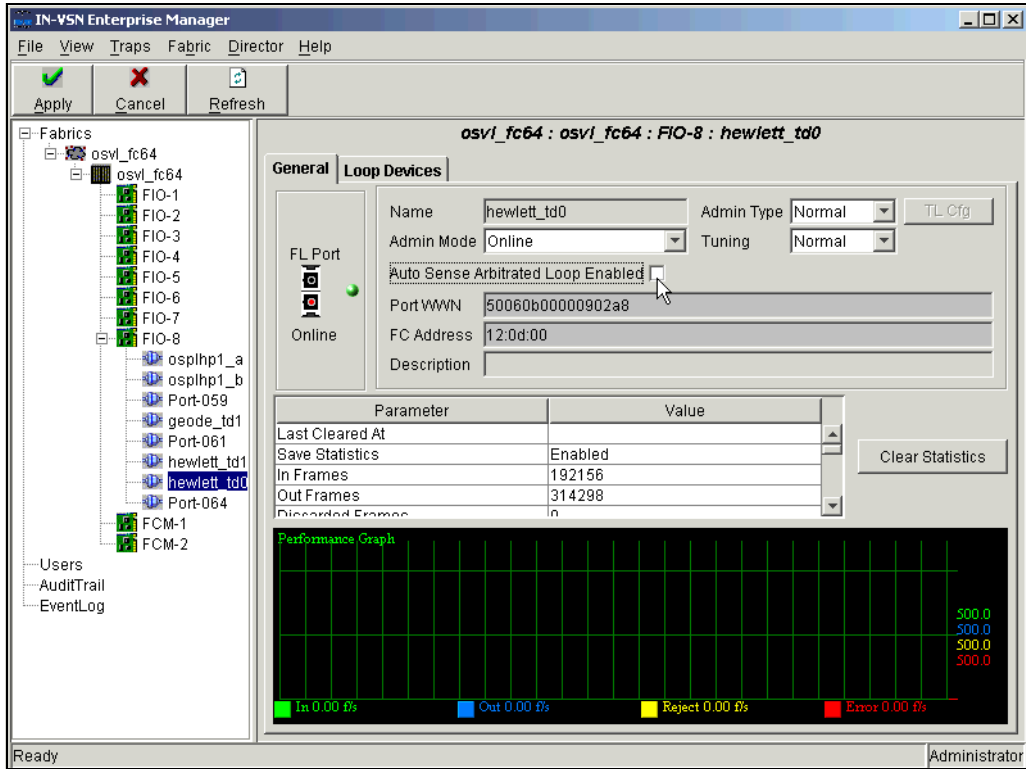 IN-VSN Enterprise Manager
File View Traps Fabric Director Help
Apply Cancel Refresh
Fabrics
osvl_fc64
osvl_fc64
FIO-1
FIO-2
FIO-3
FIO-4
FIO-5
FIO-6
FIO-7
FIO-8
osplhp1_a
osplhp1_b
Port-059
geode_td1
Port-061
hewlett_td1
hewlett_td0
Port-064
FCM-1
FCM-2
Users
AuditTrail
EventLog
osvl_fc64 : osvl_fc64 : FIO-8 : hewlett_td0
General Loop Devices
FL Port
Online
Name hewlett_td0 Admin Type Normal TL Cfg
Admin Mode Online Tuning Normal
Auto Sense Arbitrated Loop Enabled
Port WWN 50060b00000902a8
FC Address 12:0d:00
Description
Parameter Value
Last Cleared At
Save Statistics Enabled
In Frames 192156
Out Frames 314298
Discarded Frames 0
Clear Statistics
Performance Graph
500.0
500.0
500.0
500.0
In 0.00 f/s Out 0.00 f/s Reject 0.00 f/s Error 0.00 f/s
Ready Administrator